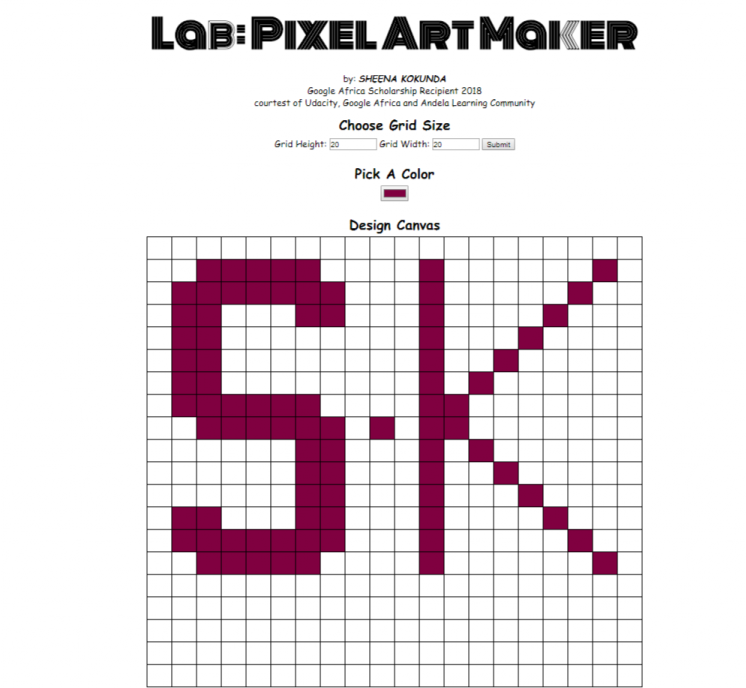 LAB: PIXEL ART MAKER
by: SHEENA KOKUNDA
Google Africa Scholarship Recipient 2018
courtesy of Udacity, Google Africa and Andela Learning Community
Choose Grid Size
Grid Height: 20 Grid Width: 20 Submit
Pick A Color
Design Canvas
S.K